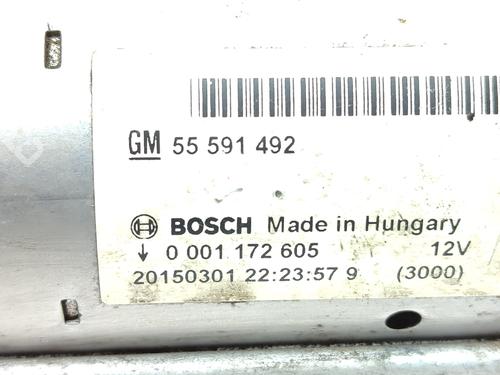 GM 55 591 492
BOSCH Made in Hungary
0 001 172 605 12V
20150301 22:23:57 9 (3000)